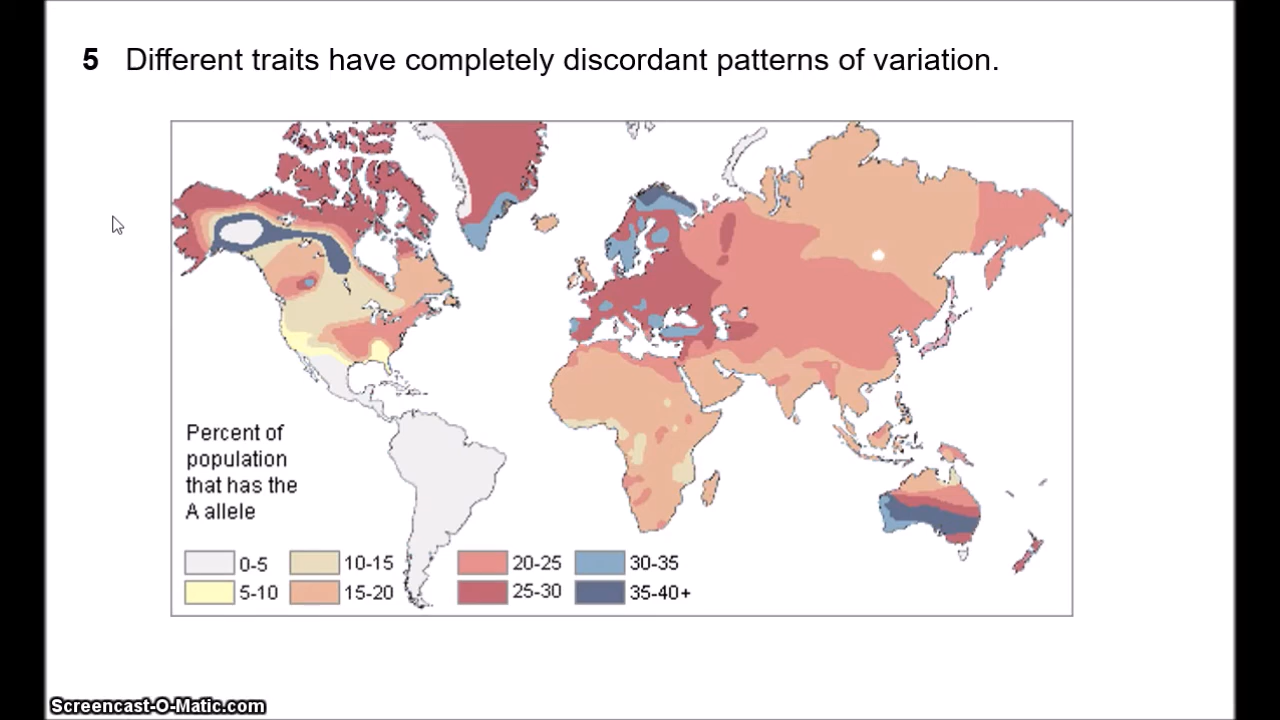 5 Different traits have completely discordant patterns of variation.
Percent of
population
that has the
A allele
0-5 10-15 20-25 30-35
5-10 15-20 25-30 35-40+
Screencast-O-Matic.com